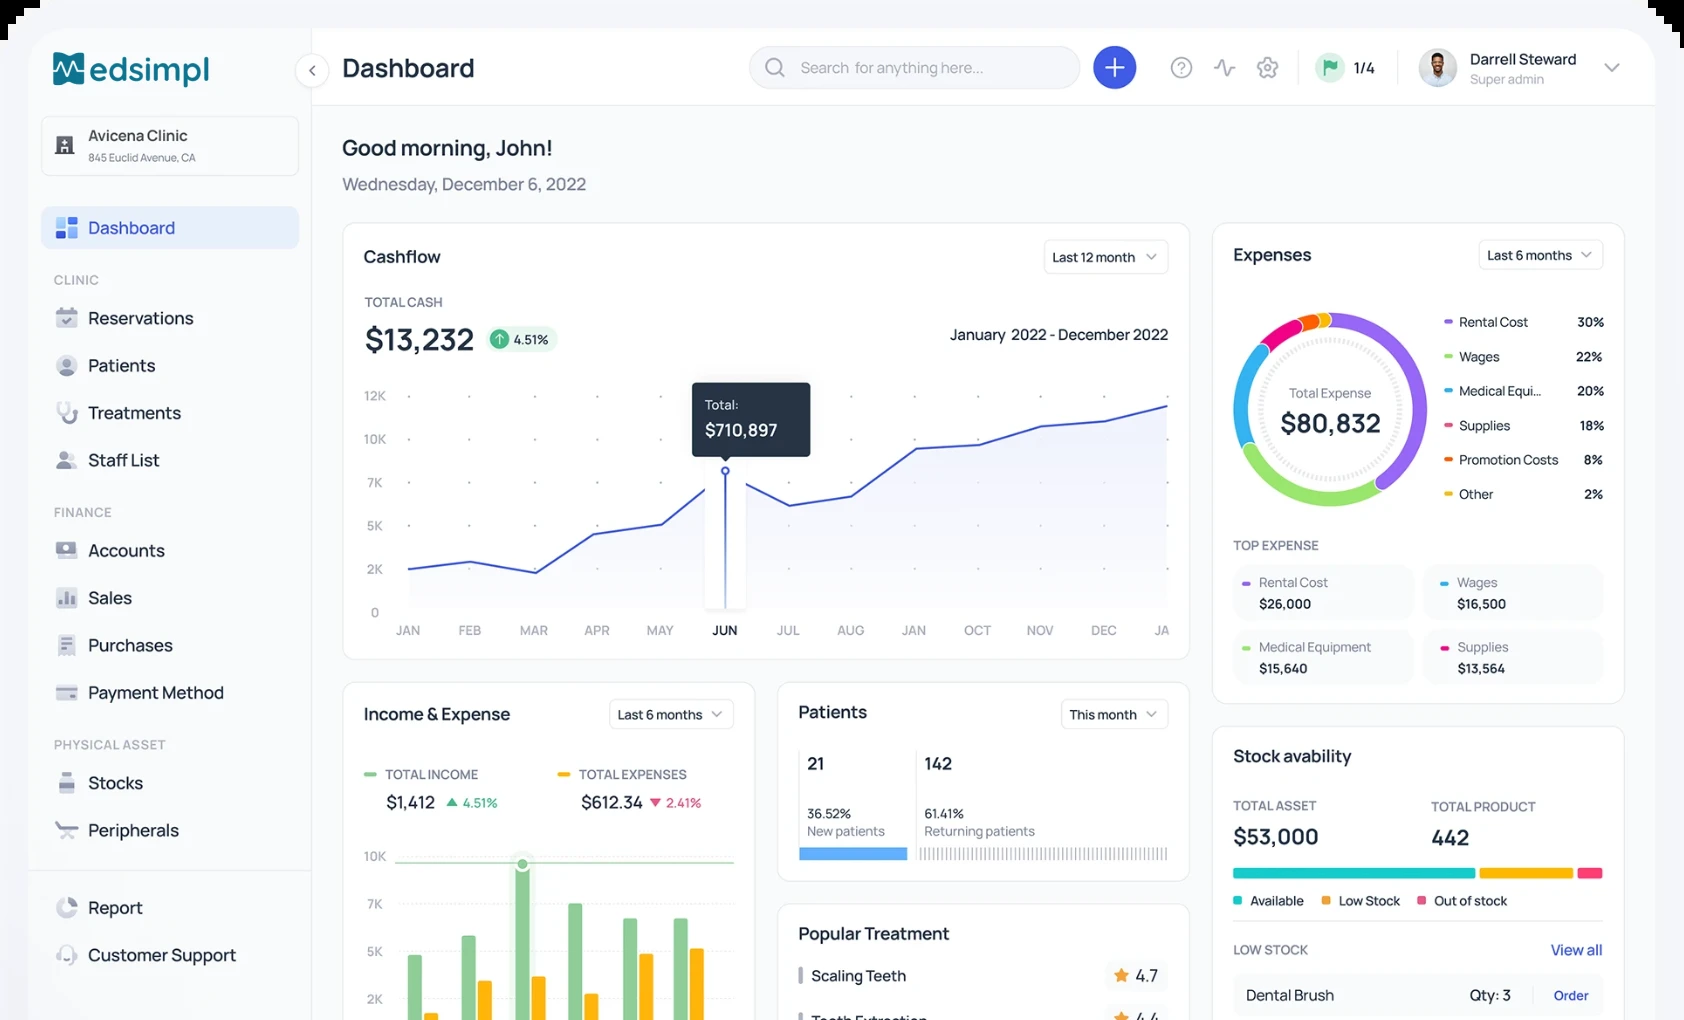 edsimpl
Dashboard
Search for anything here...
1/4
Darrell Steward
Super admin
Avicena Clinic
845 Euclid Avenue, CA
Dashboard
CLINIC
Reservations
Patients
Treatments
Staff List
FINANCE
Accounts
Sales
Purchases
Payment Method
PHYSICAL ASSET
Stocks
Peripherals
Report
Customer Support
Good morning, John!
Wednesday, December 6, 2022
Cashflow
Last 12 month
TOTAL CASH
$13,232
4.51%
January 2022 - December 2022
12K
10K
7K
5K
2K
0
Total:
$710,897
JAN FEB MAR APR MAY JUN JUL AUG JAN OCT NOV DEC JA
Expenses
Last 6 months
Total Expense
$80,832
Rental Cost 30%
Wages 22%
Medical Equi... 20%
Supplies 18%
Promotion Costs 8%
Other 2%
TOP EXPENSE
Rental Cost
$26,000
Wages
$16,500
Medical Equipment
$15,640
Supplies
$13,564
Income & Expense
Last 6 months
TOTAL INCOME
$1,412 4.51%
TOTAL EXPENSES
$612.34 2.41%
10K
7K
5K
2K
Patients
This month
21
36.52%
New patients
142
61.41%
Returning patients
Popular Treatment
Scaling Teeth 4.7
Tooth Extraction 4.4
Stock avability
TOTAL ASSET
$53,000
TOTAL PRODUCT
442
Available Low Stock Out of stock
LOW STOCK View all
Dental Brush Qty: 3 Order